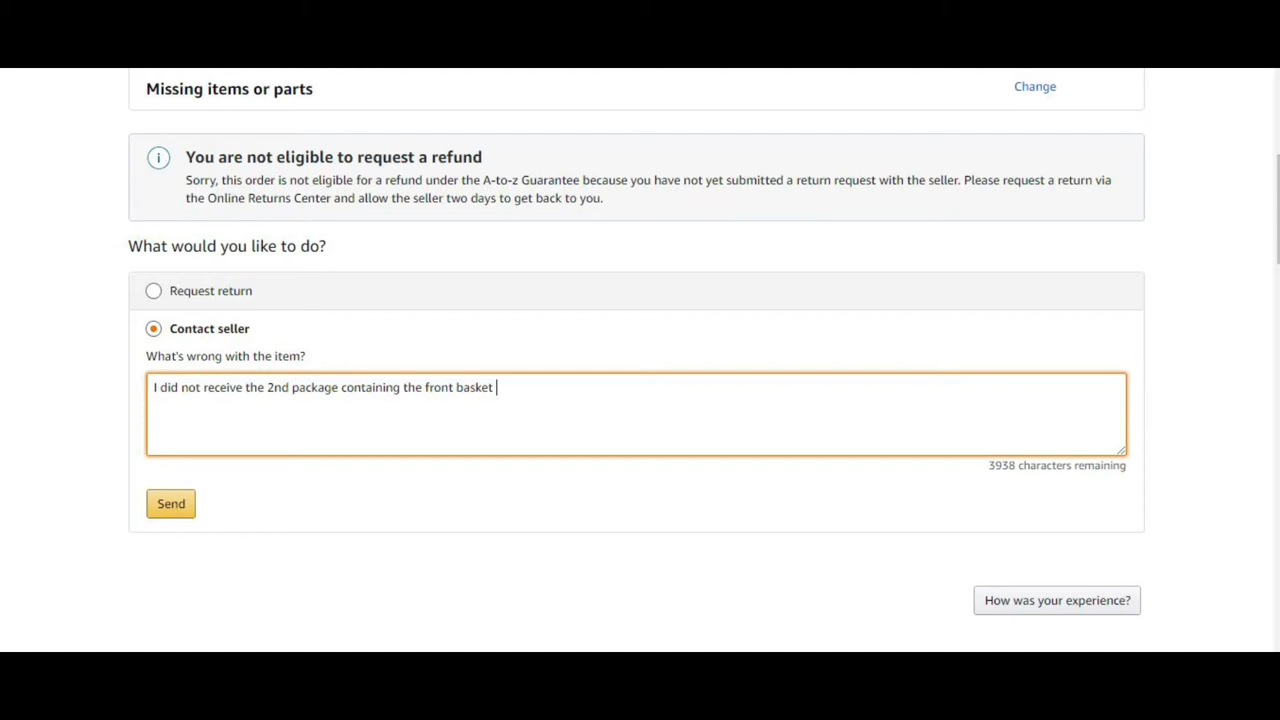 Missing items or parts
Change
i
You are not eligible to request a refund
Sorry, this order is not eligible for a refund under the A-to-z Guarantee because you have not yet submitted a return request with the seller. Please request a return via
the Online Returns Center and allow the seller two days to get back to you.
What would you like to do?
Request return
Contact seller
What's wrong with the item?
I did not receive the 2nd package containing the front basket
3938 characters remaining
Send
How was your experience?